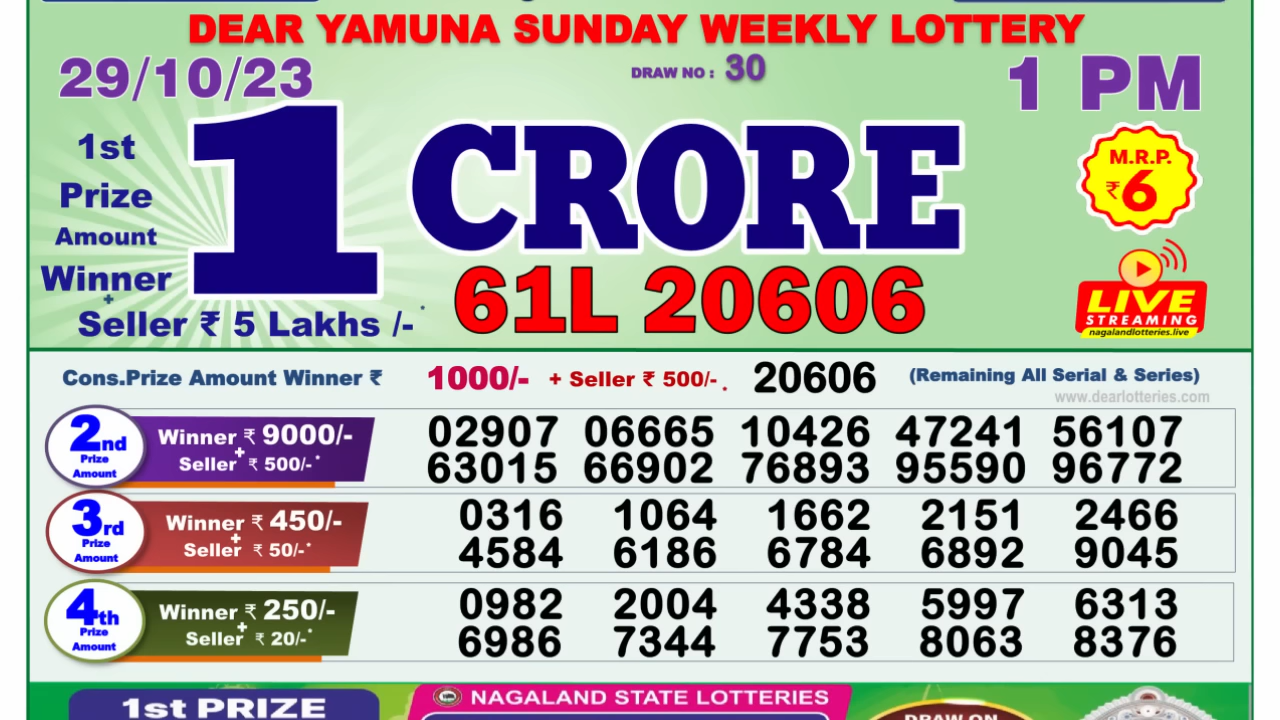 DEAR YAMUNA SUNDAY WEEKLY LOTTERY
29/10/23
DRAW NO : 30
1 PM
1st
Prize
Amount
Winner
+
Seller ₹ 5 Lakhs /- *
1 CRORE
61L 20606
M.R.P.
₹6
LIVE
STREAMING
nagalandlotteries.live
Cons.Prize Amount Winner ₹ 1000/- + Seller ₹ 500/- . 20606 (Remaining All Serial & Series)
www.dearlotteries.com
2nd
Prize
Amount
Winner ₹ 9000/-
+
Seller ₹ 500/-*
02907 06665 10426 47241 56107
63015 66902 76893 95590 96772
3rd
Prize
Amount
Winner ₹ 450/-
+
Seller ₹ 50/-*
0316 1064 1662 2151 2466
4584 6186 6784 6892 9045
4th
Prize
Amount
Winner ₹ 250/-
+
Seller ₹ 20/-*
0982 2004 4338 5997 6313
6986 7344 7753 8063 8376
1st PRIZE
NAGALAND STATE LOTTERIES
DRAW ON